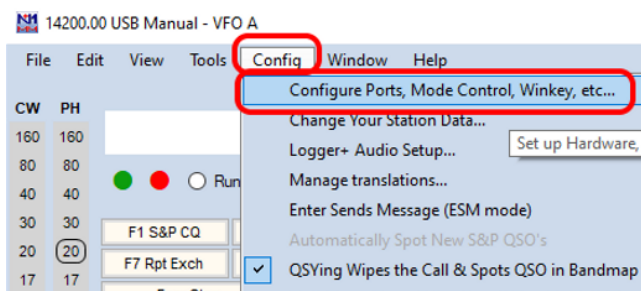 N1 14200.00 USB Manual - VFO A
File Edit View Tools Config Window Help
Configure Ports, Mode Control, Winkey, etc...
CW PH
Change Your Station Data...
160 160
Logger+ Audio Setup...
Set up Hardware,
80 80
Run
Manage translations...
40 40
Enter Sends Message (ESM mode)
30 30
F1 S&P CQ
Automatically Spot New S&P QSO's
20 20
F7 Rpt Exch
QSYing Wipes the Call & Spots QSO in Bandmap
17 17